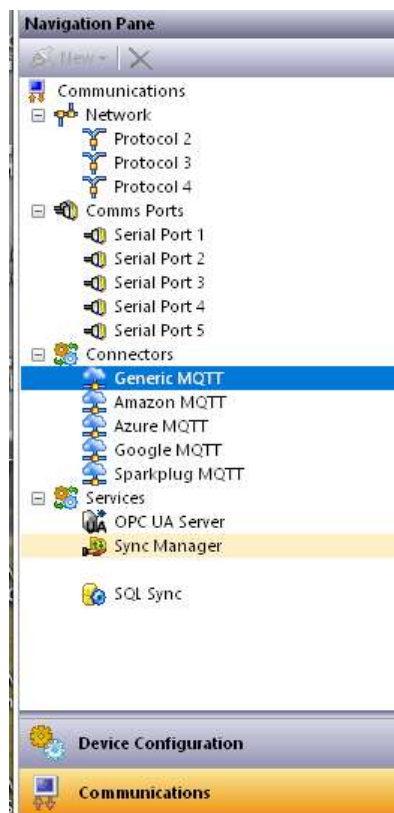 Navigation Pane
New
Communications
Network
Protocol 2
Protocol 3
Protocol 4
Comms Ports
Serial Port 1
Serial Port 2
Serial Port 3
Serial Port 4
Serial Port 5
Connectors
Generic MQTT
Amazon MQTT
Azure MQTT
Google MQTT
Sparkplug MQTT
Services
UA OPC UA Server
Sync Manager
SQL Sync
Device Configuration
Communications